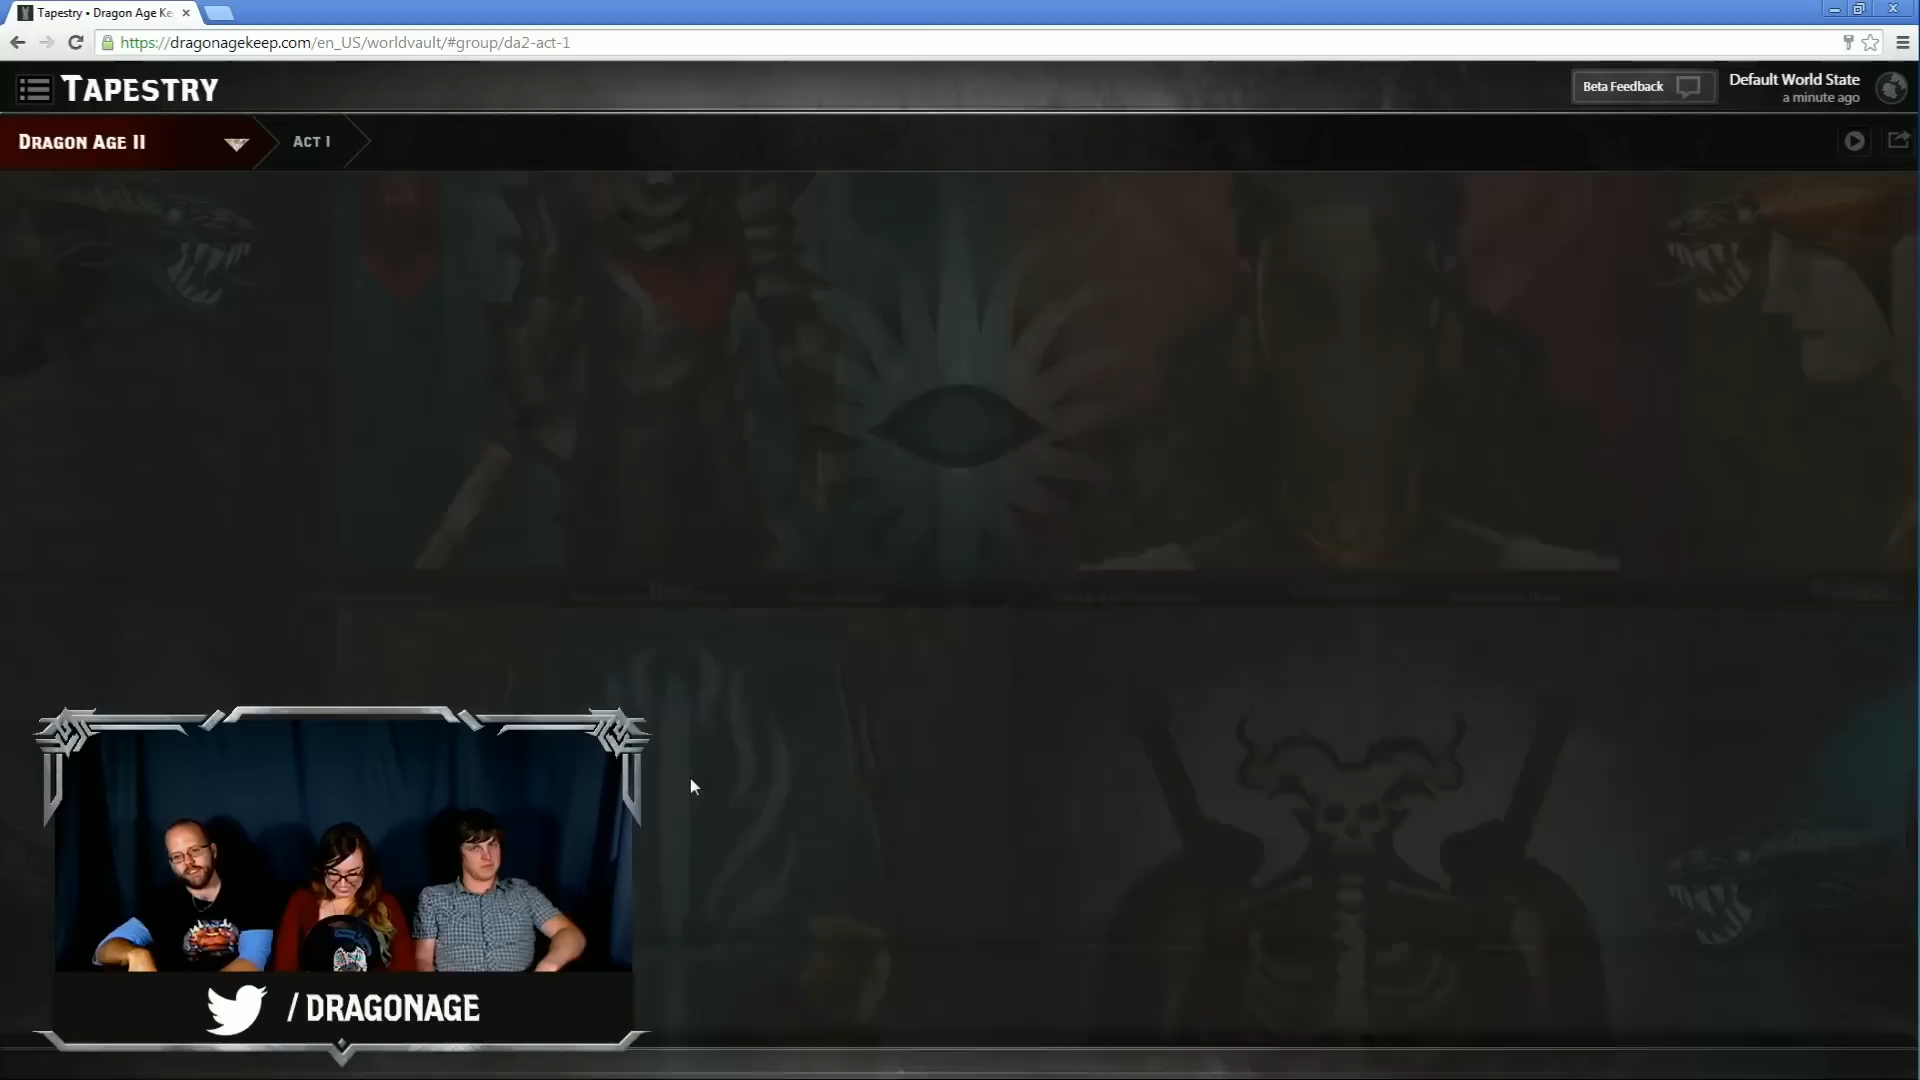 Tapestry • Dragon Age Ke
https://dragonagekeep.com/en_US/worldvault/#group/da2-act-1
TAPESTRY
Beta Feedback
Default World State
a minute ago
DRAGON AGE II
ACT I
/ DRAGONAGE